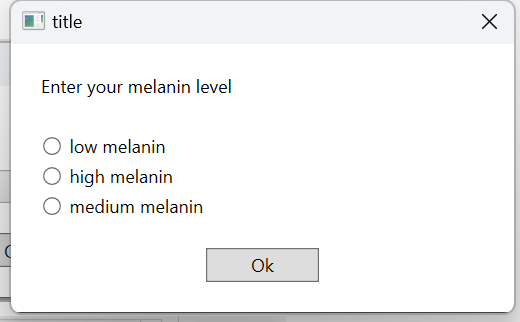 title
Enter your melanin level
low melanin
high melanin
medium melanin
Ok